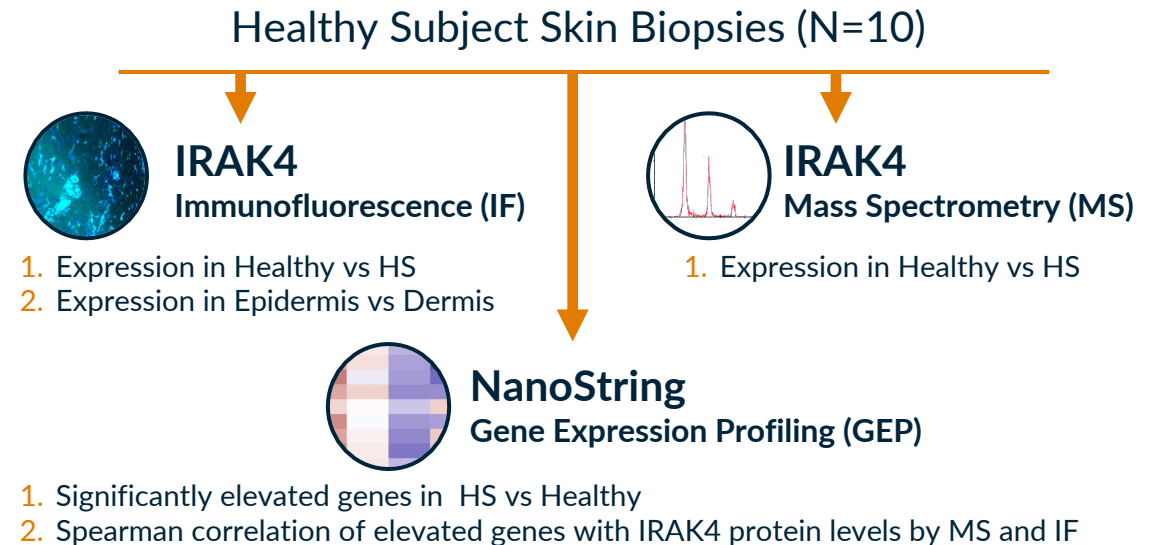 Healthy Subject Skin Biopsies (N=10)
IRAK4
Immunofluorescence (IF)
1. Expression in Healthy vs HS
2. Expression in Epidermis vs Dermis
IRAK4
Mass Spectrometry (MS)
1. Expression in Healthy vs HS
NanoString
Gene Expression Profiling (GEP)
1. Significantly elevated genes in HS vs Healthy
2. Spearman correlation of elevated genes with IRAK4 protein levels by MS and IF